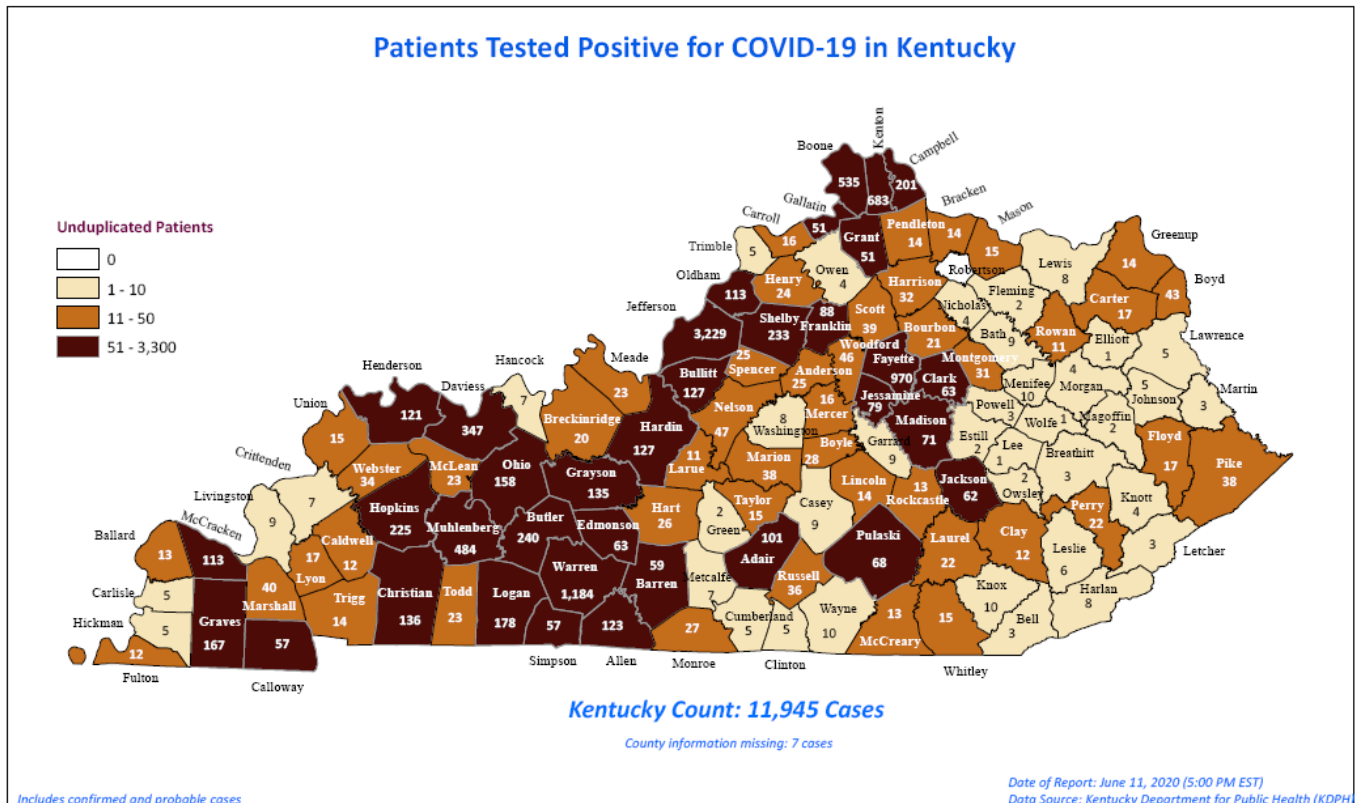 Patients Tested Positive for COVID-19 in Kentucky
Unduplicated Patients
0
1 - 10
11 - 50
51 - 3,300
Boone
535
Kenton
683
Campbell
201
Gallatin
51
Carroll
16
Trimble
5
Grant
51
Pendleton
14
Bracken
14
Mason
15
Robertson
Lewis
8
Greenup
14
Boyd
43
Carter
17
Oldham
113
Henry
24
Owen
4
Harrison
32
Nicholas
4
Fleming
2
Rowan
11
Elliott
1
Lawrence
5
Jefferson
3,229
Shelby
233
Franklin
88
Scott
39
Bourbon
21
Bath
9
Montgomery
31
Menifee
10
Morgan
4
Johnson
5
Martin
3
Bullitt
127
Spencer
25
Anderson
25
Woodford
46
Fayette
970
Clark
63
Jessamine
79
Mercer
16
Madison
71
Powell
Estill
2
Wolfe
1
Magoffin
2
Lee
1
Breathitt
3
Floyd
17
Pike
38
Henderson
121
Daviess
347
Hancock
7
Meade
23
Breckinridge
20
Hardin
127
Larue
11
Nelson
47
Washington
8
Marion
38
Boyle
28
Garrard
9
Lincoln
14
Rockcastle
13
Jackson
62
Owsley
2
Perry
22
Knott
4
Letcher
3
Union
15
Webster
34
McLean
23
Ohio
158
Grayson
135
Hart
26
Green
2
Taylor
15
Casey
9
Pulaski
68
Laurel
22
Clay
12
Leslie
6
Harlan
8
Crittenden
7
Livingston
9
Hopkins
225
Muhlenberg
484
Butler
240
Edmonson
63
Adair
101
Russell
36
Knox
10
Bell
3
McCracken
113
Ballard
13
Carlisle
5
Hickman
5
Fulton
12
Graves
167
Marshall
40
Calloway
57
Lyon
17
Caldwell
12
Trigg
14
Christian
136
Todd
23
Logan
178
Warren
1,184
Simpson
57
Allen
123
Barren
59
Metcalfe
7
Monroe
27
Cumberland
5
Clinton
5
Wayne
10
McCreary
13
Whitley
15
Kentucky Count: 11,945 Cases
County information missing: 7 cases
Includes confirmed and probable cases
Date of Report: June 11, 2020 (5:00 PM EST)
Data Source: Kentucky Department for Public Health (KDPH)